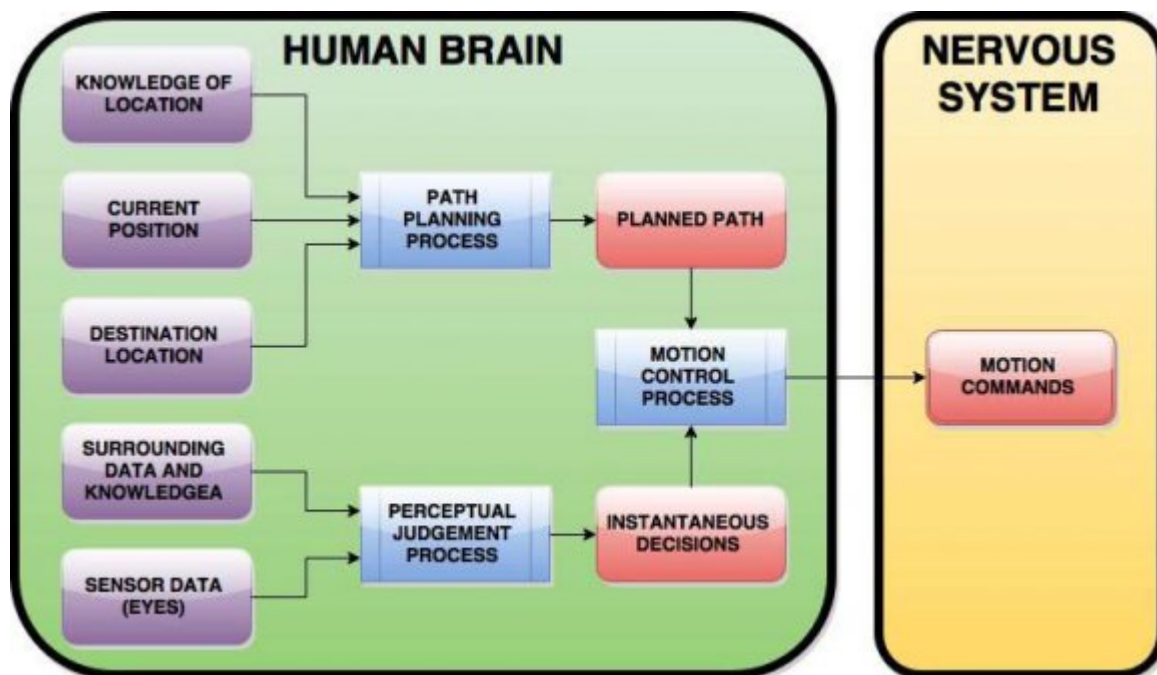 HUMAN BRAIN
NERVOUS
SYSTEM
KNOWLEDGE OF
LOCATION
CURRENT
POSITION
DESTINATION
LOCATION
SURROUNDING
DATA AND
KNOWLEDGEA
SENSOR DATA
(EYES)
PATH
PLANNING
PROCESS
PLANNED PATH
PERCEPTUAL
JUDGEMENT
PROCESS
INSTANTANEOUS
DECISIONS
MOTION
CONTROL
PROCESS
MOTION
COMMANDS